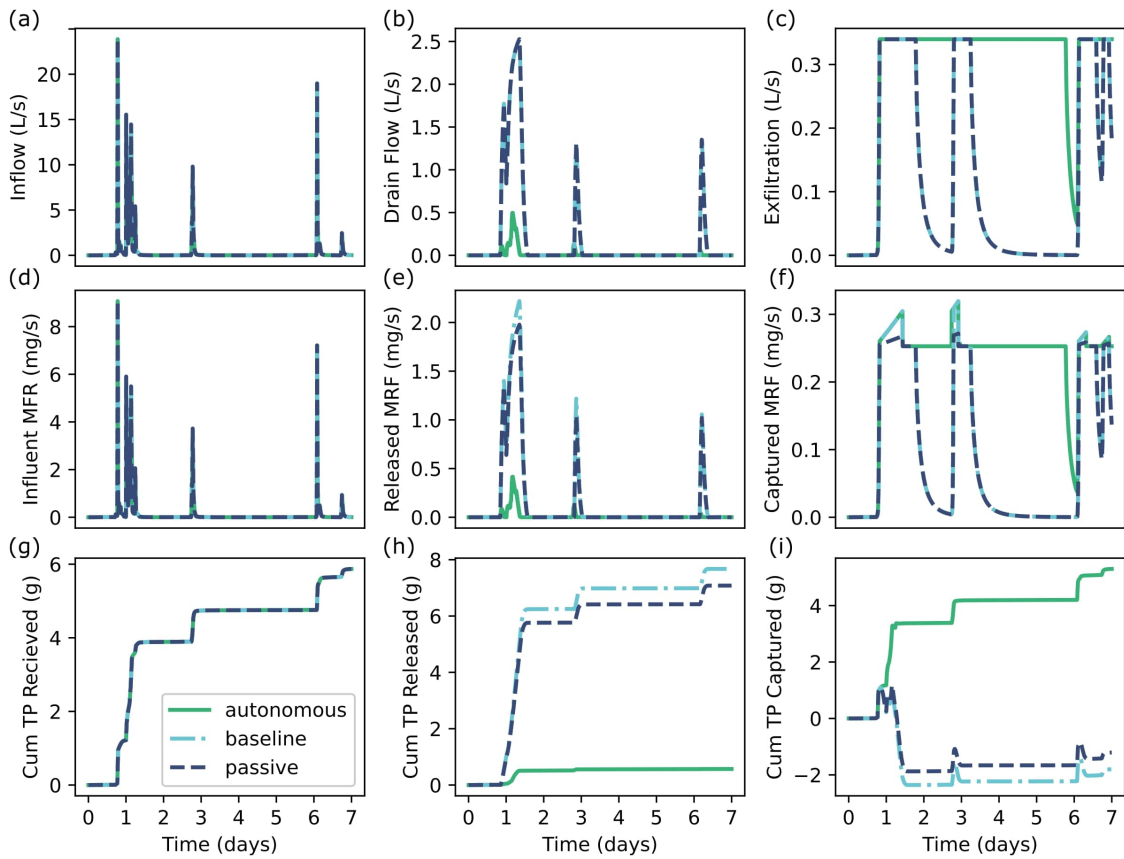 (a)
Inflow (L/s)
20
15
10
5
0
(b)
Drain Flow (L/s)
2.5
2.0
1.5
1.0
0.5
0.0
(c)
Exfiltration (L/s)
0.3
0.2
0.1
0.0
(d)
Influent MFR (mg/s)
8
6
4
2
0
(e)
Released MRF (mg/s)
2.0
1.5
1.0
0.5
0.0
(f)
Captured MRF (mg/s)
0.3
0.2
0.1
0.0
(g)
Cum TP Recieved (g)
6
4
2
0
autonomous
baseline
passive
0 1 2 3 4 5 6 7
Time (days)
(h)
Cum TP Released (g)
8
6
4
2
0
0 1 2 3 4 5 6 7
Time (days)
(i)
Cum TP Captured (g)
4
2
0
−2
0 1 2 3 4 5 6 7
Time (days)